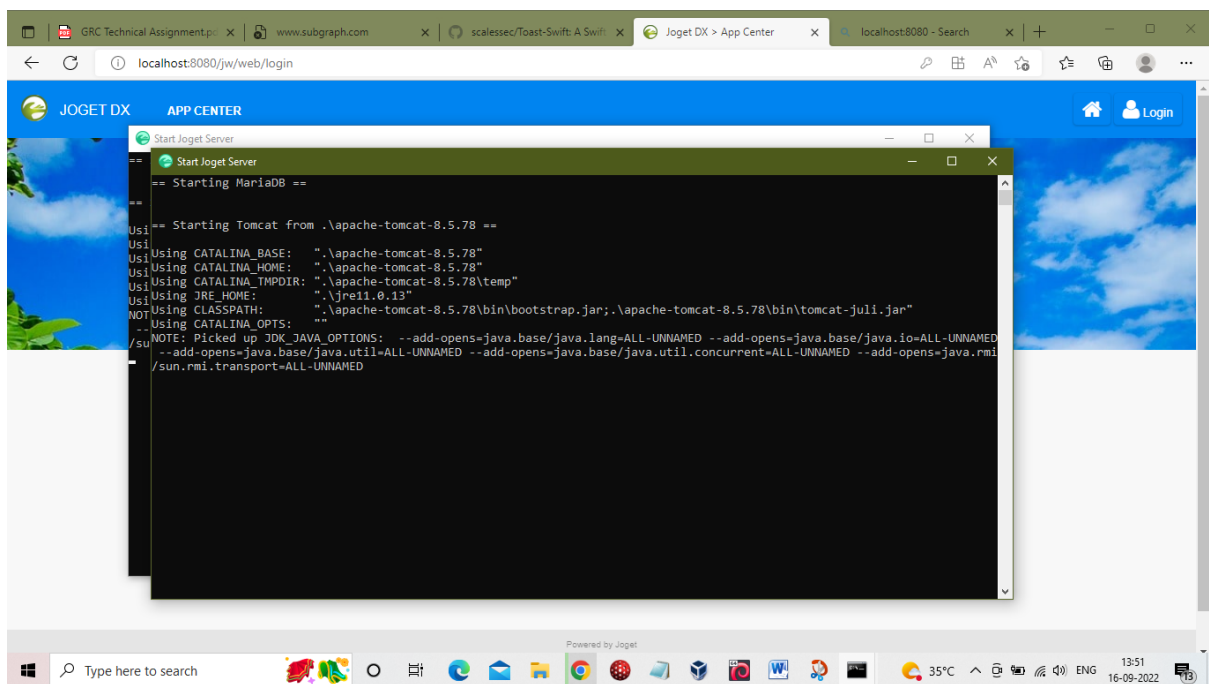 GRC Technical Assignment.pd
www.subgraph.com
scalessec/Toast-Swift: A Swift
Joget DX > App Center
localhost:8080 - Search
localhost:8080/jw/web/login
JOGET DX APP CENTER Login
Start Joget Server
==
==
Usi
Usi
Usi
Usi
Usi
Usi
NOT
--
/su
Start Joget Server
== Starting MariaDB ==
== Starting Tomcat from .\apache-tomcat-8.5.78 ==
Using CATALINA_BASE: ".\apache-tomcat-8.5.78"
Using CATALINA_HOME: ".\apache-tomcat-8.5.78"
Using CATALINA_TMPDIR: ".\apache-tomcat-8.5.78\temp"
Using JRE_HOME: ".\jre11.0.13"
Using CLASSPATH: ".\apache-tomcat-8.5.78\bin\bootstrap.jar;.\apache-tomcat-8.5.78\bin\tomcat-juli.jar"
Using CATALINA_OPTS: ""
NOTE: Picked up JDK_JAVA_OPTIONS: --add-opens=java.base/java.lang=ALL-UNNAMED --add-opens=java.base/java.io=ALL-UNNAMED
--add-opens=java.base/java.util=ALL-UNNAMED --add-opens=java.base/java.util.concurrent=ALL-UNNAMED --add-opens=java.rmi
/sun.rmi.transport=ALL-UNNAMED
Powered by Joget
Type here to search
35°C
ENG
13:51
16-09-2022
13